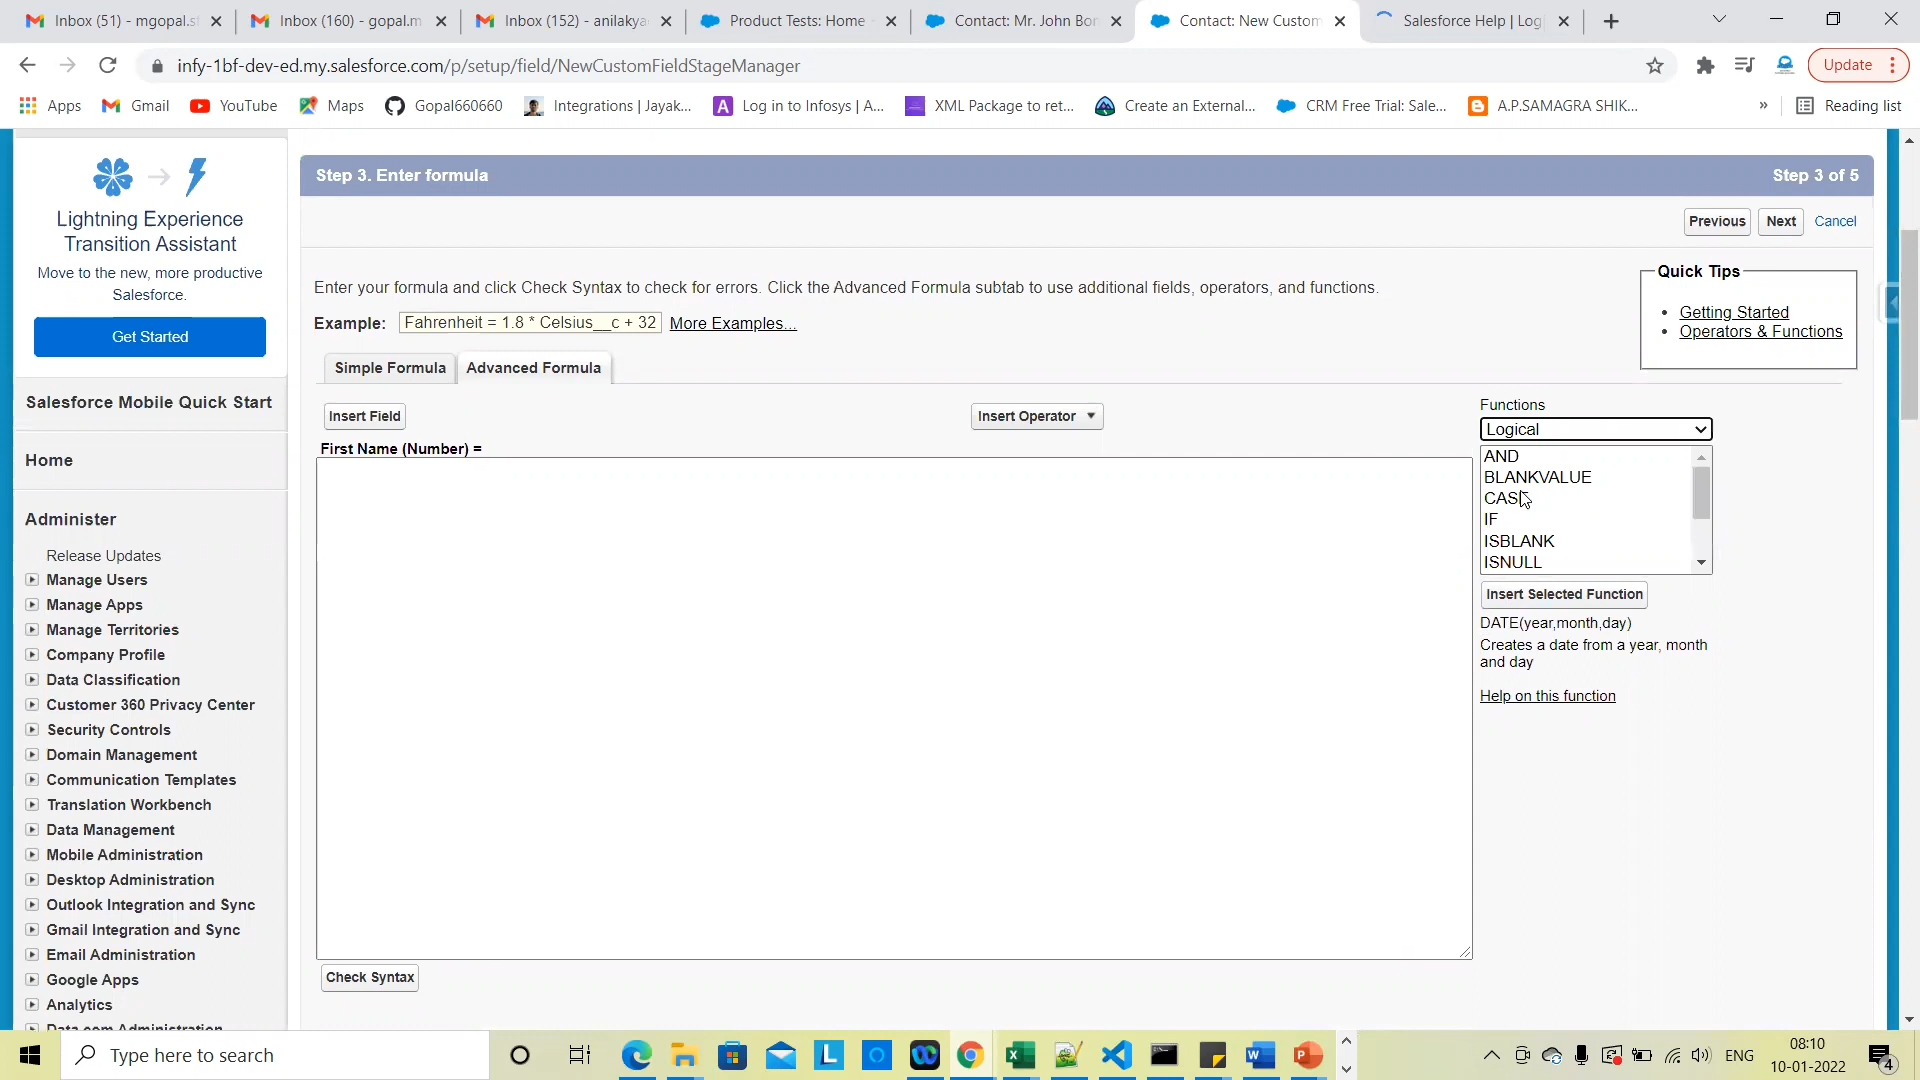 Inbox (51) - mgopal.s
Inbox (160) - gopal.m
Inbox (152) - anilakya
Product Tests: Home
Contact: Mr. John Bon
Contact: New Custom
Salesforce Help | Log
infy-1bf-dev-ed.my.salesforce.com/p/setup/field/NewCustomFieldStageManager
Update
Apps
Gmail
YouTube
Maps
Gopal660060
Integrations | Jayak...
Log in to Infosys | A...
XML Package to ret...
Create an External...
CRM Free Trial: Sale...
A.P.SAMAGRA SHIK...
»
Reading list
Lightning Experience
Transition Assistant
Move to the new, more productive
Salesforce.
Get Started
Salesforce Mobile Quick Start
Home
Administer
Release Updates
Manage Users
Manage Apps
Manage Territories
Company Profile
Data Classification
Customer 360 Privacy Center
Security Controls
Domain Management
Communication Templates
Translation Workbench
Data Management
Mobile Administration
Desktop Administration
Outlook Integration and Sync
Gmail Integration and Sync
Email Administration
Google Apps
Analytics
Data.com Administration
Step 3. Enter formula
Step 3 of 5
Previous
Next
Cancel
Enter your formula and click Check Syntax to check for errors. Click the Advanced Formula subtab to use additional fields, operators, and functions.
Example: Fahrenheit = 1.8 * Celsius__c + 32 More Examples...
Quick Tips
Getting Started
Operators & Functions
Simple Formula
Advanced Formula
Insert Field
Insert Operator
First Name (Number) =
Functions
Logical
AND
BLANKVALUE
CASE
IF
ISBLANK
ISNULL
Insert Selected Function
DATE(year,month,day)
Creates a date from a year, month
and day
Help on this function
Check Syntax
Type here to search
ENG
08:10
10-01-2022
4